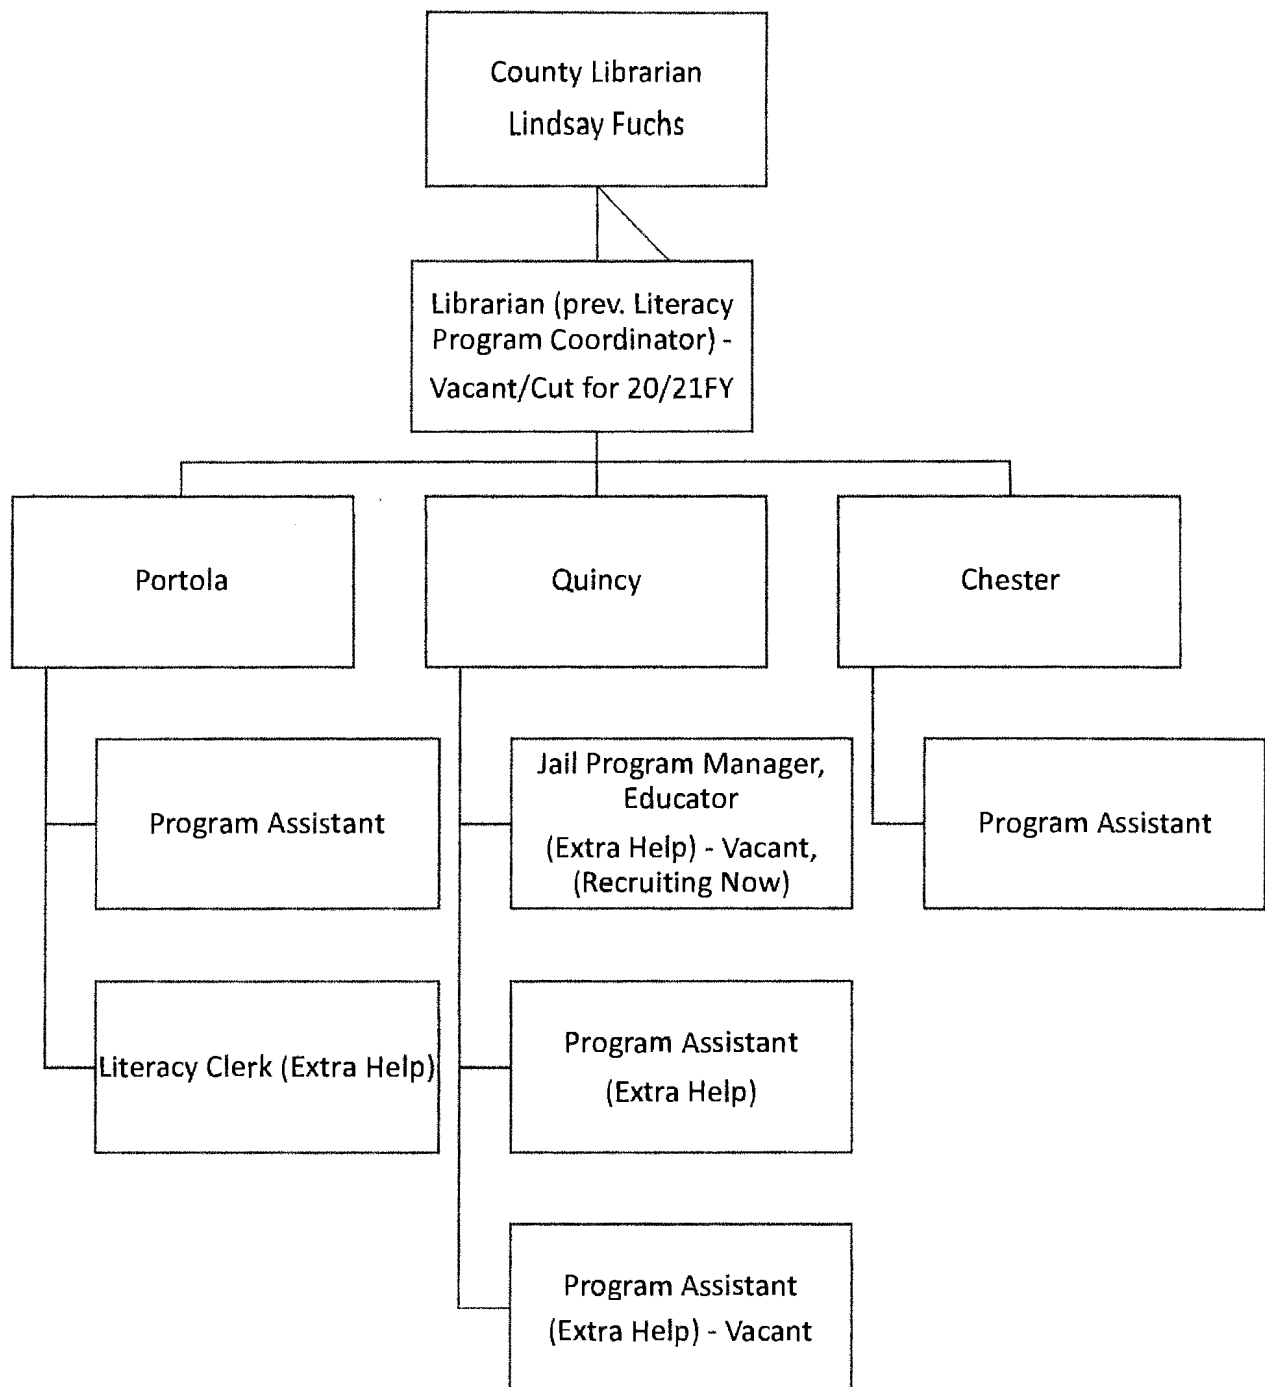 County Librarian
Lindsay Fuchs
Librarian (prev. Literacy
Program Coordinator) -
Vacant/Cut for 20/21FY
Portola
Quincy
Chester
Program Assistant
Literacy Clerk (Extra Help)
Jail Program Manager,
Educator
(Extra Help) - Vacant,
(Recruiting Now)
Program Assistant
(Extra Help)
Program Assistant
(Extra Help) - Vacant
Program Assistant